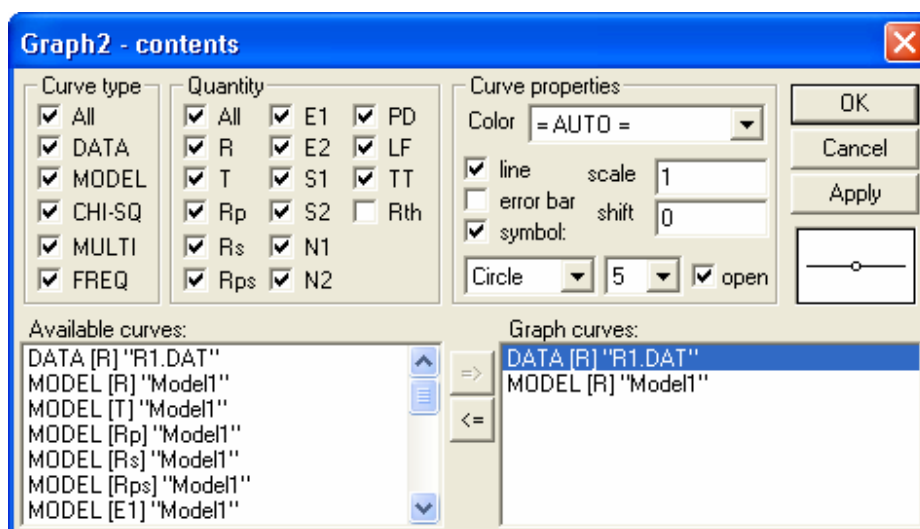 Graph2 - contents
Curve type
All
DATA
MODEL
CHI-SQ
MULTI
FREQ
Quantity
All E1 PD
R E2 LF
T S1 TT
Rp S2 Rth
Rs N1
Rps N2
Curve properties
Color = AUTO =
line scale 1
error bar shift 0
symbol:
Circle 5 open
OK
Cancel
Apply
Available curves:
DATA [R] "R1.DAT"
MODEL [R] "Model1"
MODEL [T] "Model1"
MODEL [Rp] "Model1"
MODEL [Rs] "Model1"
MODEL [Rps] "Model1"
MODEL [E1] "Model1"
=>
<=
Graph curves:
DATA [R] "R1.DAT"
MODEL [R] "Model1"